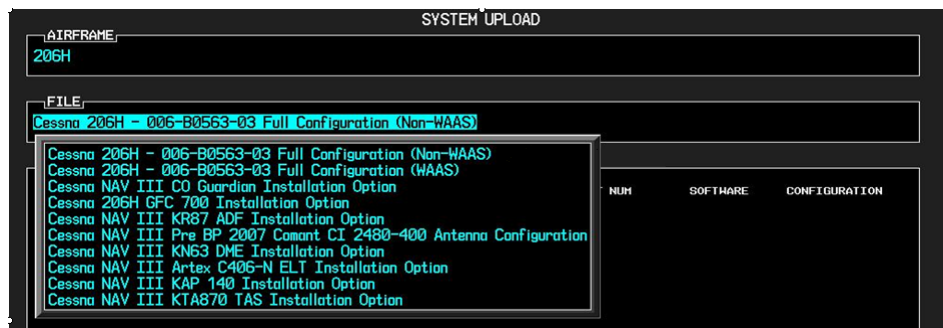 SYSTEM UPLOAD
AIRFRAME
206H
FILE
Cessna 206H - 006-B0563-03 Full Configuration (Non-WAAS)
Cessna 206H - 006-B0563-03 Full Configuration (Non-WAAS)
Cessna 206H - 006-B0563-03 Full Configuration (WAAS)
Cessna NAV III CO Guardian Installation Option
Cessna 206H GFC 700 Installation Option
Cessna NAV III KR87 ADF Installation Option
Cessna NAV III Pre BP 2007 Comant CI 2480-400 Antenna Configuration
Cessna NAV III KN63 DME Installation Option
Cessna NAV III Artex C406-N ELT Installation Option
Cessna NAV III KAP 140 Installation Option
Cessna NAV III KTA870 TAS Installation Option
NUM SOFTWARE CONFIGURATION